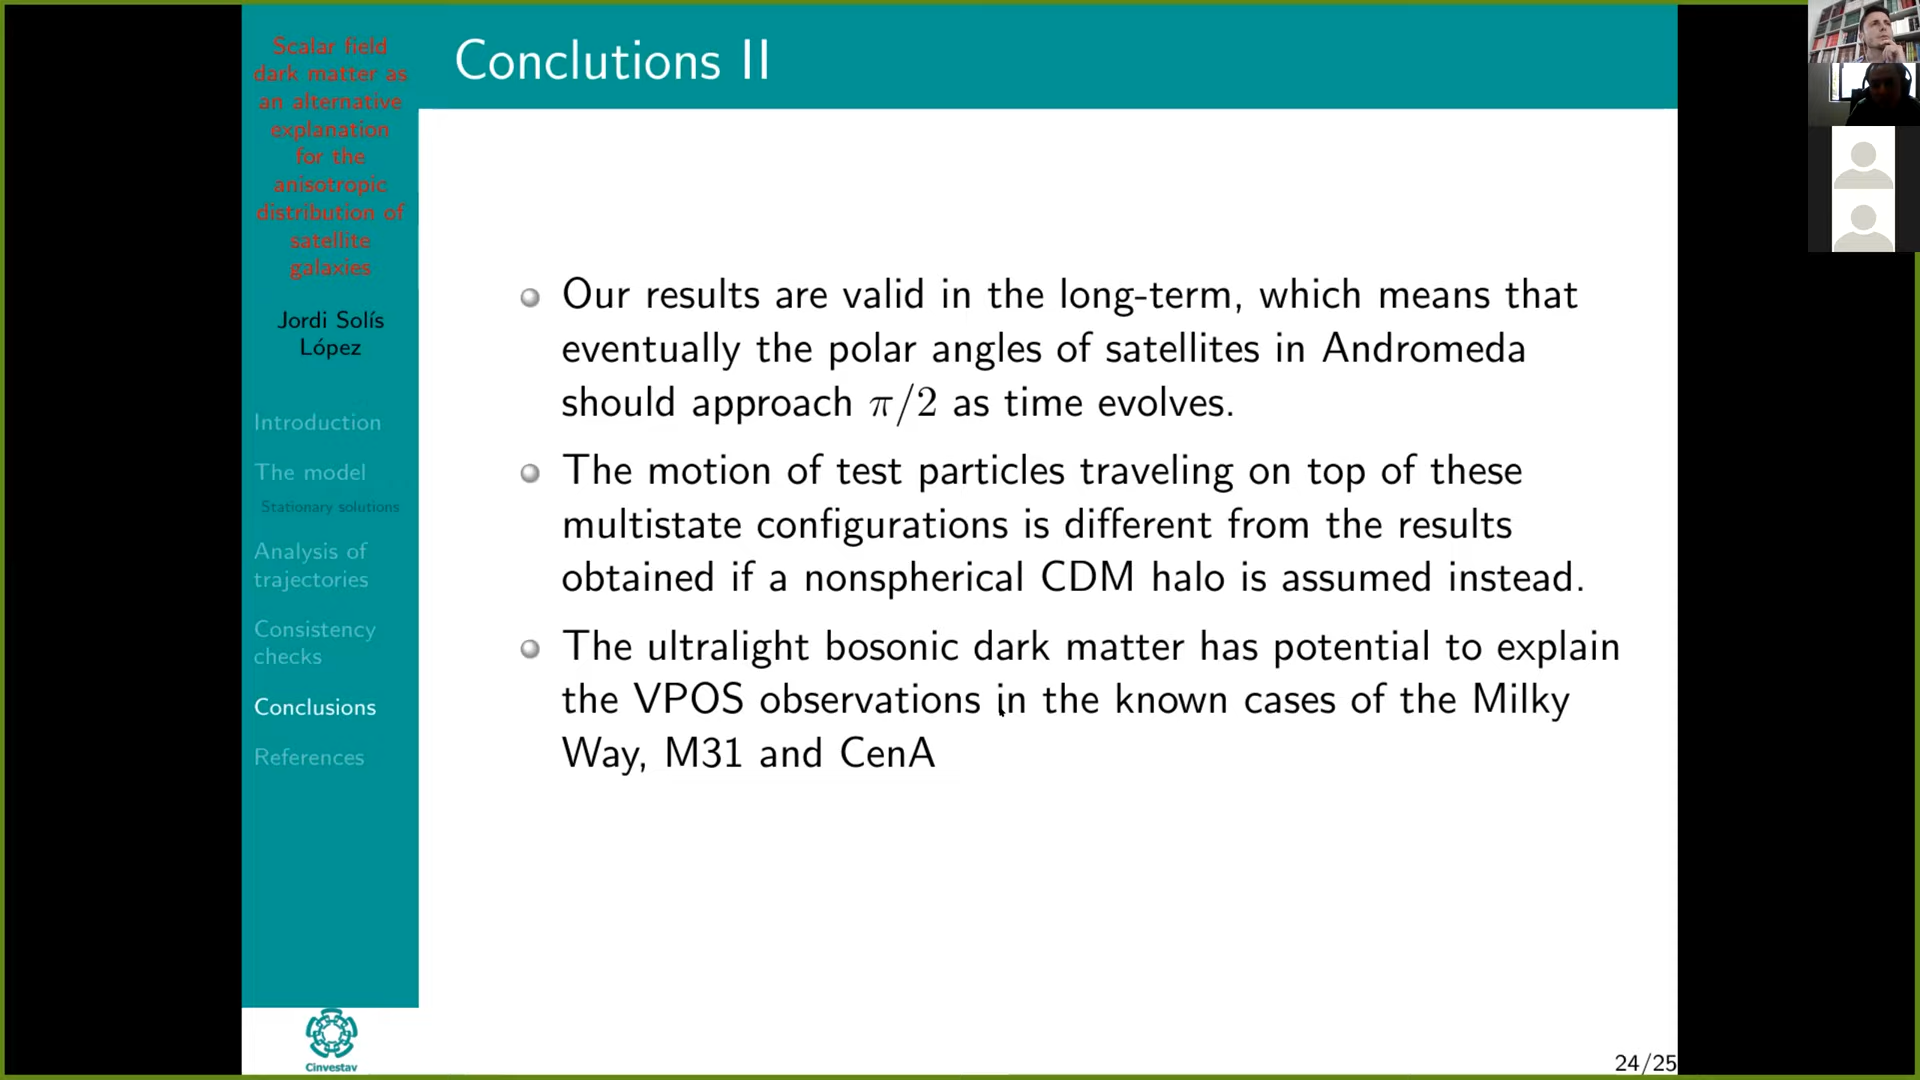 Scalar field
dark matter as
an alternative
explanation
for the
anisotropic
distribution of
satellite
galaxies
Jordi Solís
López
Introduction
The model
Stationary solutions
Analysis of
trajectories
Consistency
checks
Conclusions
References
Cinvestav
Conclutions II
Our results are valid in the long-term, which means that
eventually the polar angles of satellites in Andromeda
should approach π/2 as time evolves.
The motion of test particles traveling on top of these
multistate configurations is different from the results
obtained if a nonspherical CDM halo is assumed instead.
The ultralight bosonic dark matter has potential to explain
the VPOS observations in the known cases of the Milky
Way, M31 and CenA
24/25